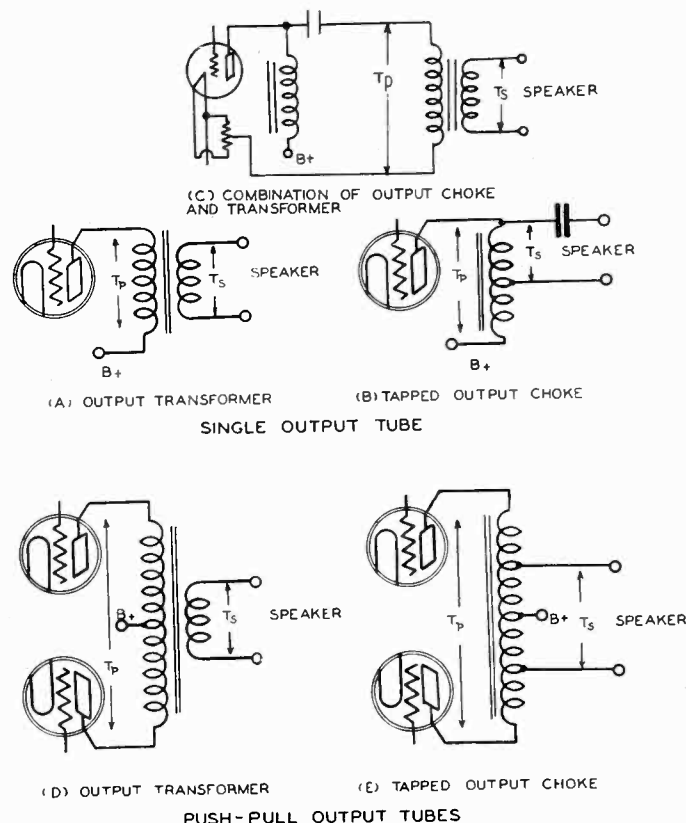 Tp
Ts SPEAKER
B+
(C) COMBINATION OF OUTPUT CHOKE
AND TRANSFORMER
Tp
Ts
SPEAKER
B+
(A) OUTPUT TRANSFORMER
Tp
Ts
SPEAKER
B+
(B) TAPPED OUTPUT CHOKE
SINGLE OUTPUT TUBE
B+
Tp
Ts
SPEAKER
(D) OUTPUT TRANSFORMER
Tp
B+
Ts
SPEAKER
(E) TAPPED OUTPUT CHOKE
PUSH-PULL OUTPUT TUBES